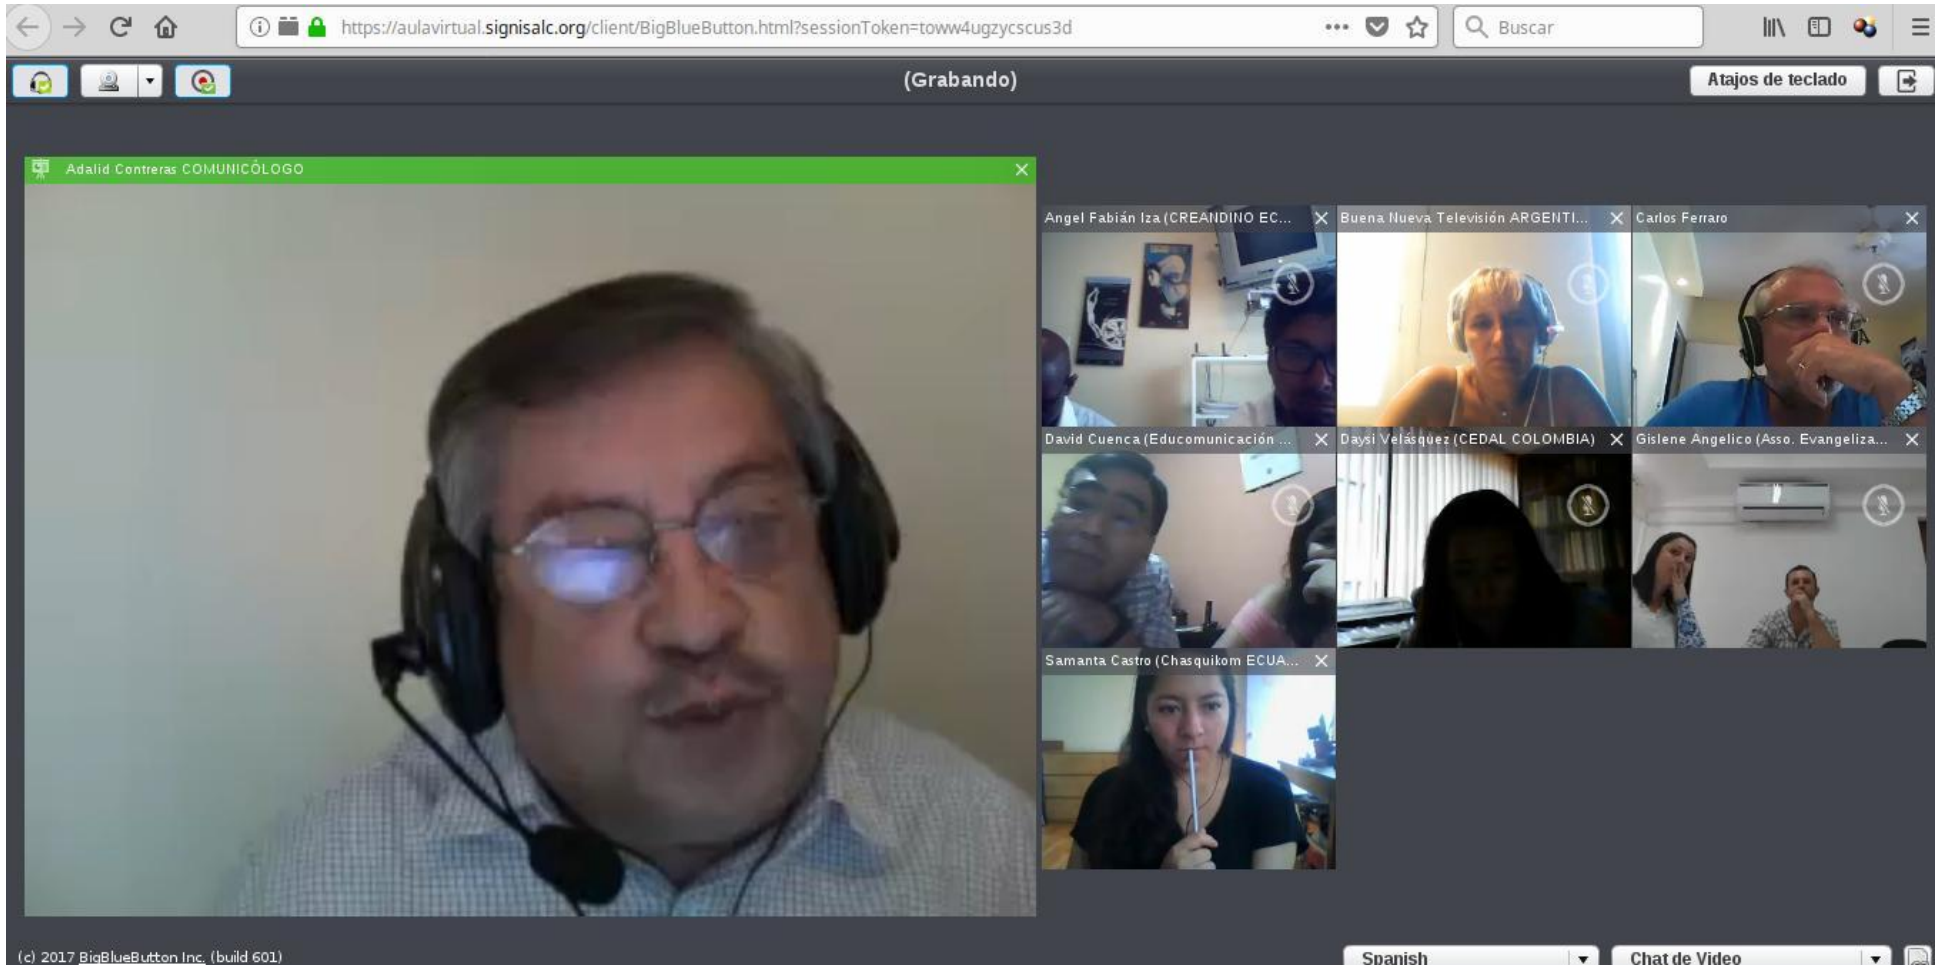 https://aulavirtual.signisalc.org/client/BigBlueButton.html?sessionToken=toww4ugzycscus3d
Buscar
(Grabando)
Atajos de teclado
Adalid Contreras COMUNICÓLOGO
Angel Fabián Iza (CREANDINO EC...
Buena Nueva Televisión ARGENTI...
Carlos Ferraro
David Cuenca (Educomunicación ...
Daysi Velásquez (CEDAL COLOMBIA)
Gislene Angelico (Asso. Evangeliza...
Samanta Castro (Chasquikom ECUA...
(c) 2017 BigBlueButton Inc. (build 601)
Spanish
Chat de Video